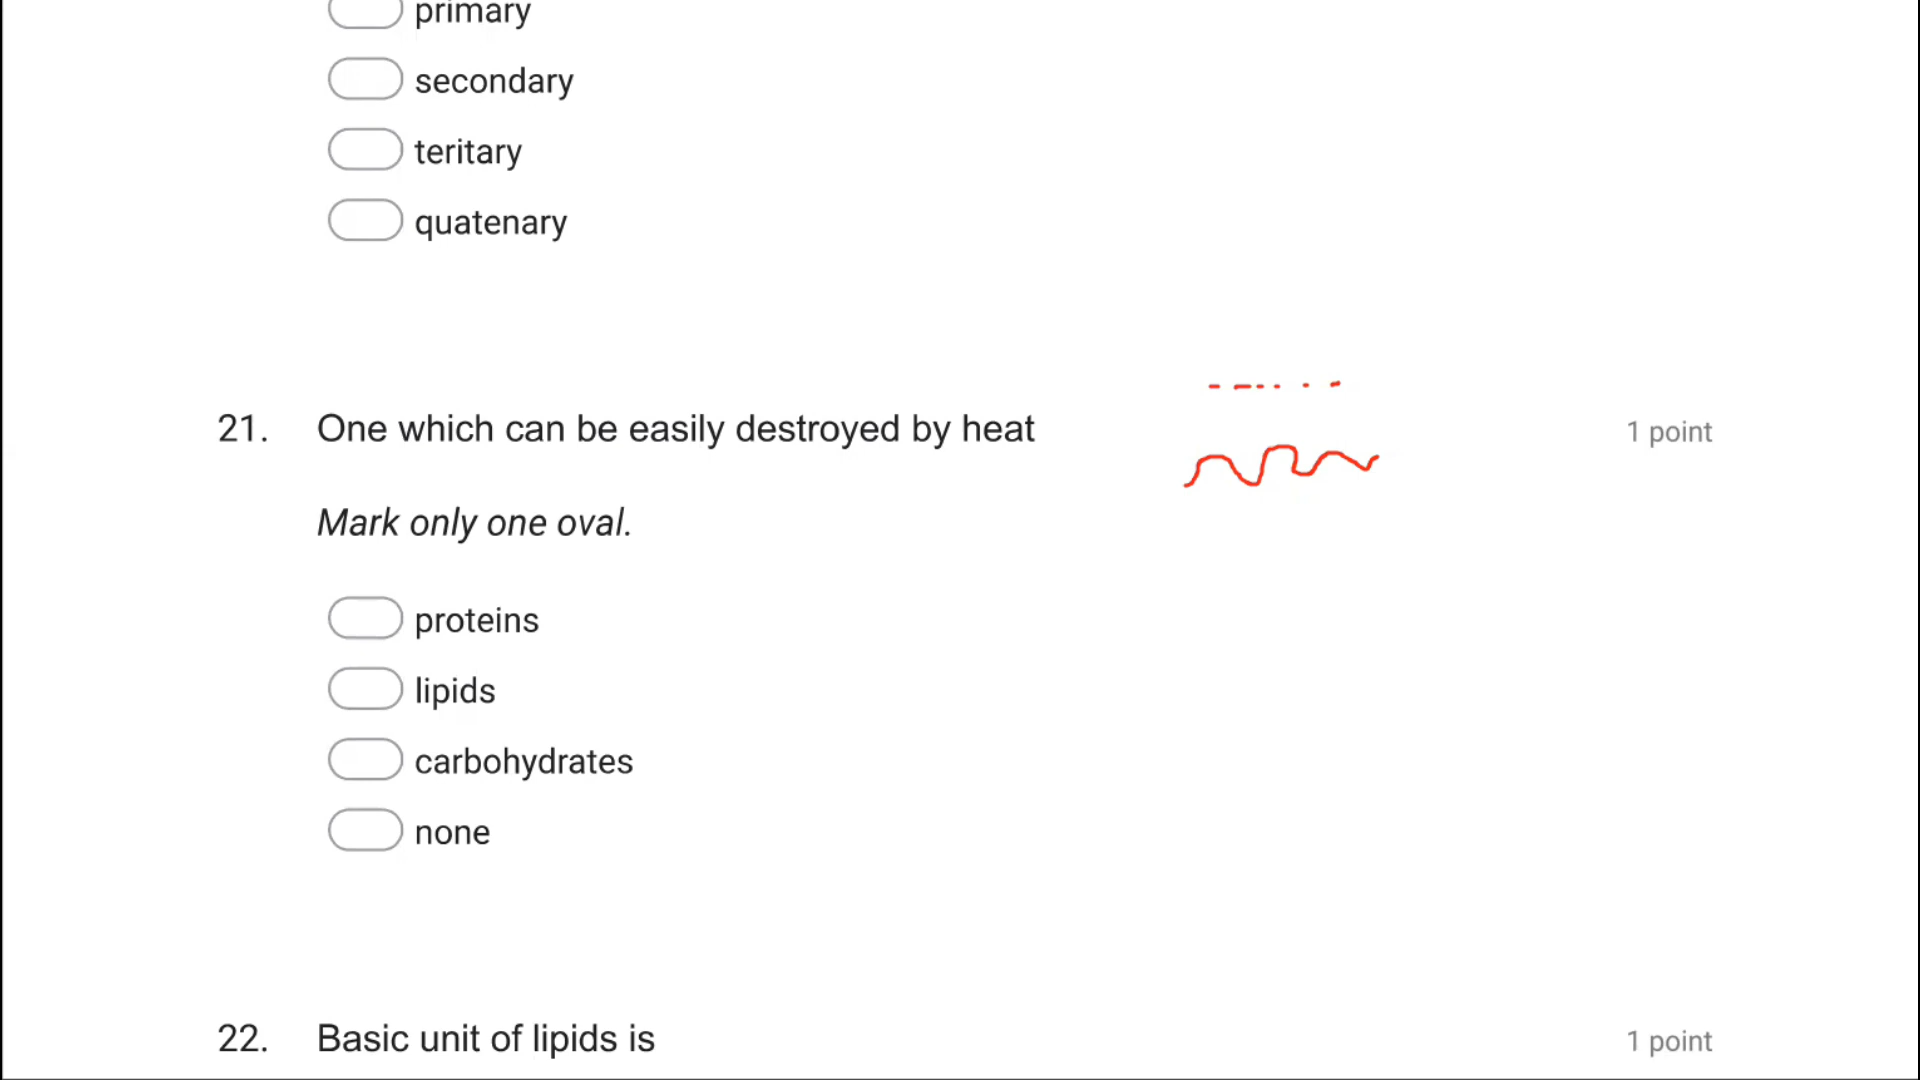 primary
secondary
teritary
quatenary
21. One which can be easily destroyed by heat 1 point
Mark only one oval.
proteins
lipids
carbohydrates
none
22. Basic unit of lipids is 1 point